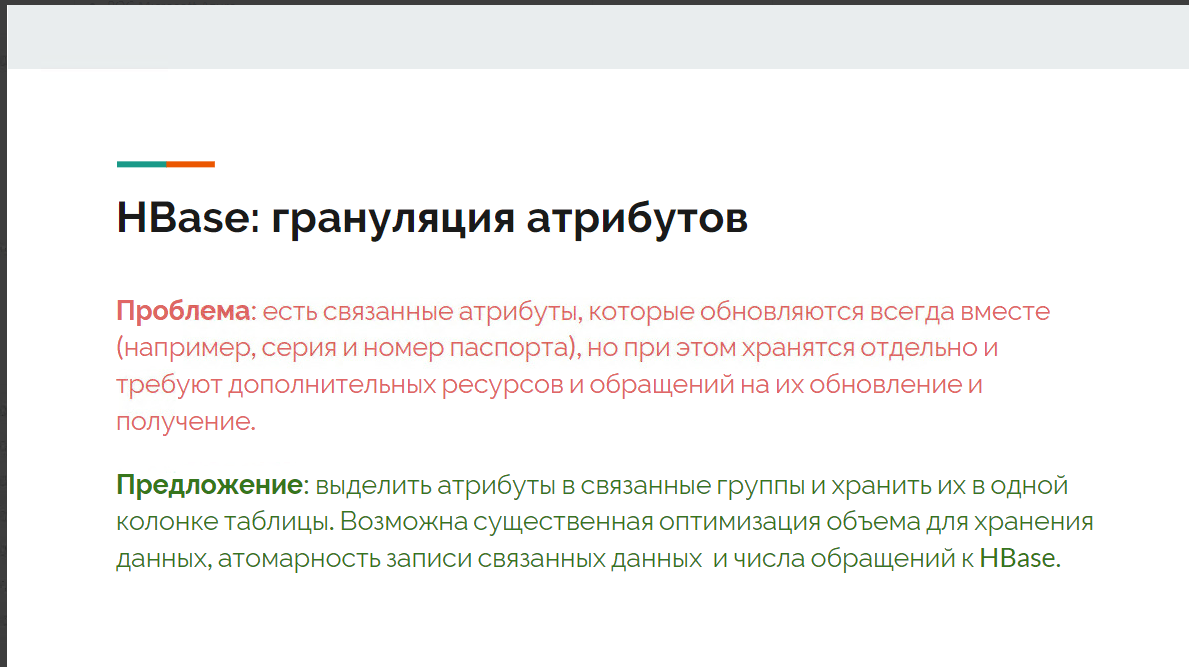 HBase: грануляция атрибутов
Проблема: есть связанные атрибуты, которые обновляются всегда вместе
(например, серия и номер паспорта), но при этом хранятся отдельно и
требуют дополнительных ресурсов и обращений на их обновление и
получение.
Предложение: выделить атрибуты в связанные группы и хранить их в одной
колонке таблицы. Возможна существенная оптимизация объема для хранения
данных, атомарность записи связанных данных  и числа обращений к HBase.